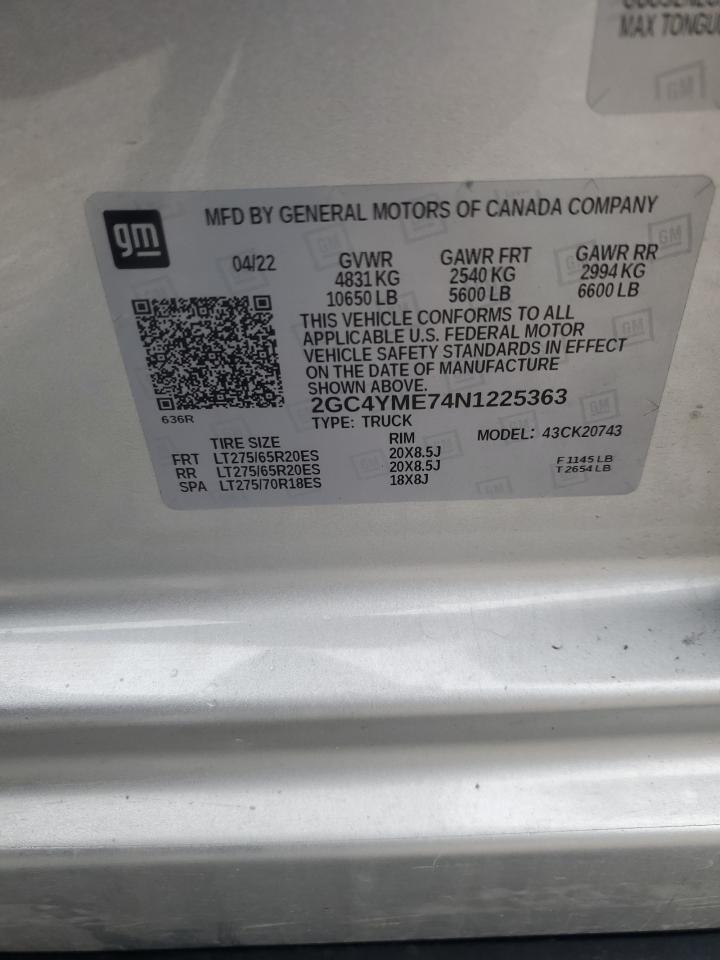 MAX TONGU
GM
gm
MFD BY GENERAL MOTORS OF CANADA COMPANY
04/22 GVWR GAWR FRT GAWR RR
4831 KG 2540 KG 2994 KG
10650 LB 5600 LB 6600 LB
THIS VEHICLE CONFORMS TO ALL
APPLICABLE U.S. FEDERAL MOTOR
VEHICLE SAFETY STANDARDS IN EFFECT
ON THE DATE OF MANUFACTURE
SHOWN ABOVE.
2GC4YME74N1225363
636R
TYPE: TRUCK
TIRE SIZE RIM MODEL: 43CK20743
FRT LT275/65R20ES 20X8.5J F 1145 LB
RR LT275/65R20ES 20X8.5J T 2654 LB
SPA LT275/70R18ES 18X8J